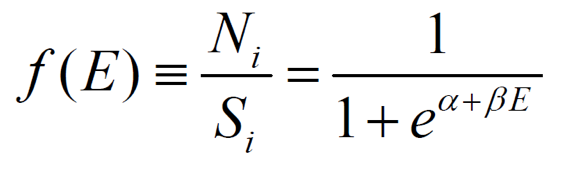 f(E) ≡ N_i / S_i = 1 / (1 + e^{α+βE})